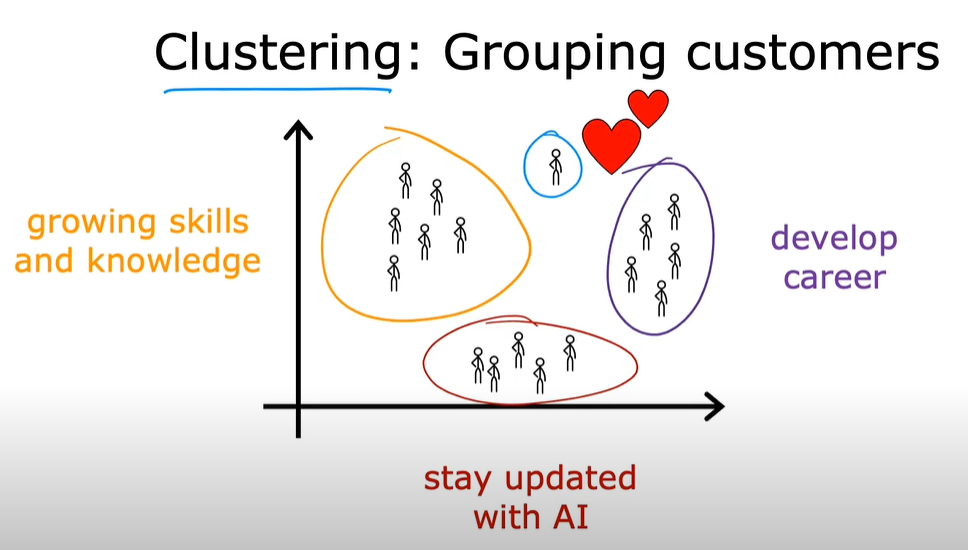 Clustering: Grouping customers
growing skills
and knowledge
develop
career
stay updated
with AI